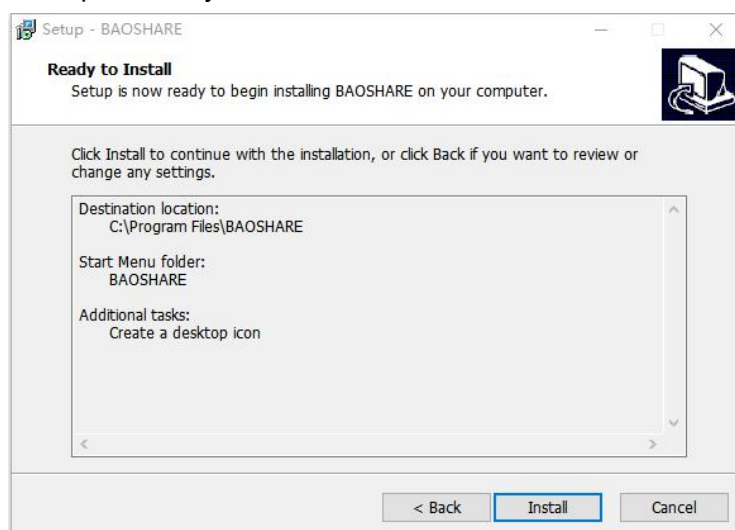 Setup - BAOSHARE
Ready to Install
Setup is now ready to begin installing BAOSHARE on your computer.
Click Install to continue with the installation, or click Back if you want to review or
change any settings.
Destination location:
C:\Program Files\BAOSHARE
Start Menu folder:
BAOSHARE
Additional tasks:
Create a desktop icon
< Back
Install
Cancel